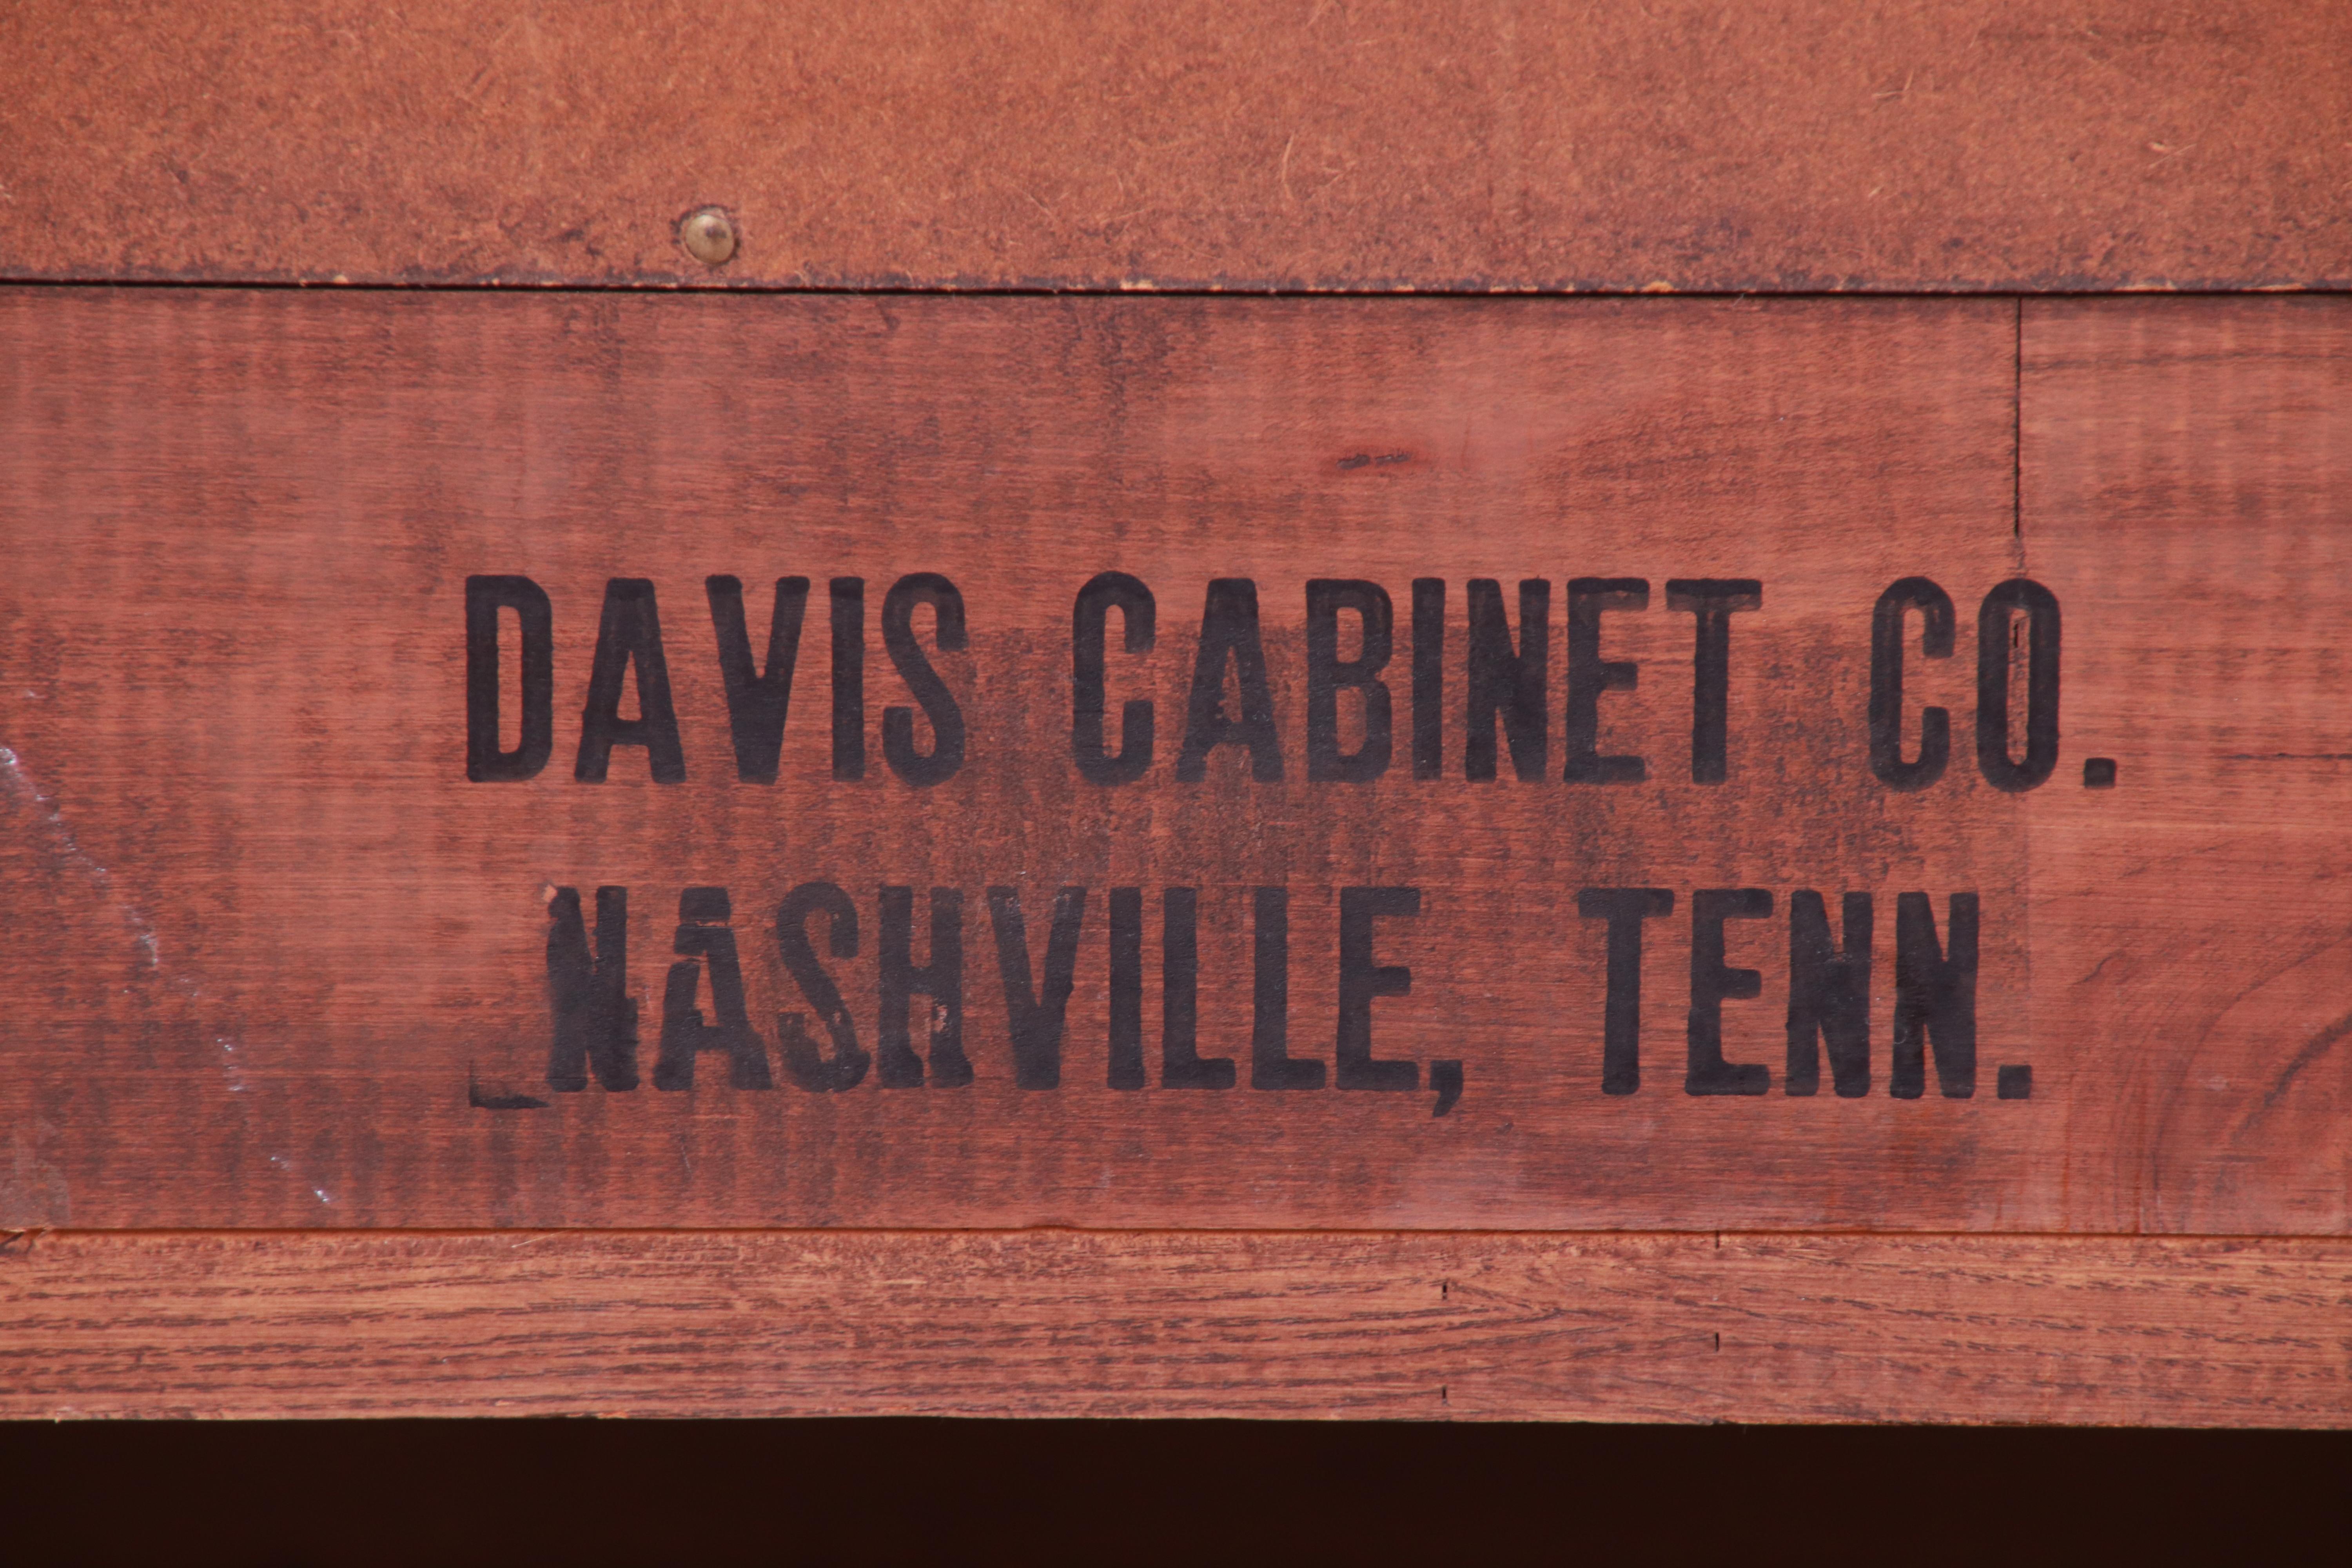 DAVIS CABINET CO.
NASHVILLE, TENN.